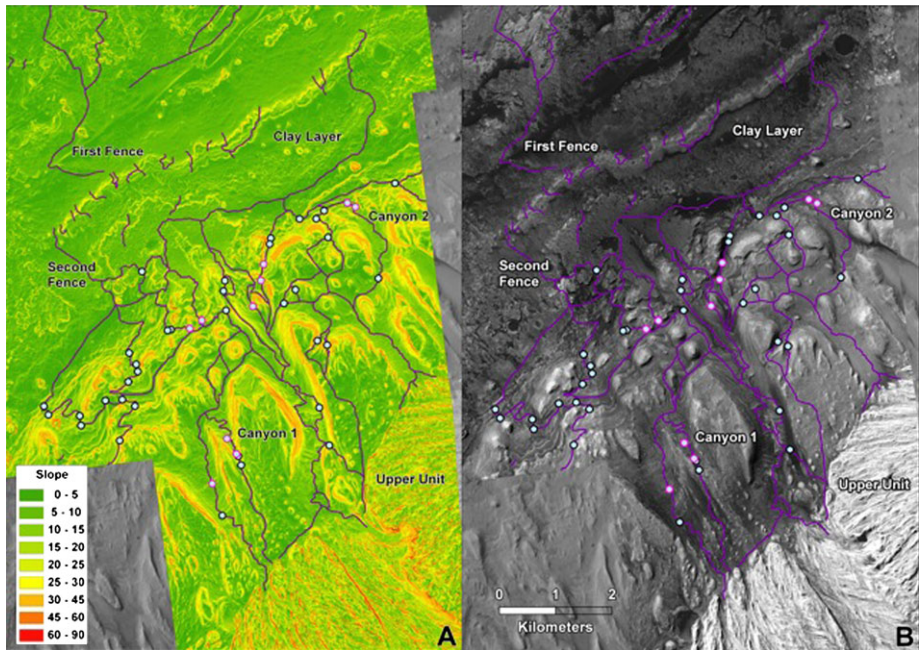 First Fence
Clay Layer
Canyon 2
Second
Fence
Canyon 1
Upper Unit
Slope
0 - 5
5 - 10
10 - 15
15 - 20
20 - 25
25 - 30
30 - 45
45 - 60
60 - 90
A
First Fence
Clay Layer
Canyon 2
Second
Fence
Canyon 1
Upper Unit
0 1 2
Kilometers
B